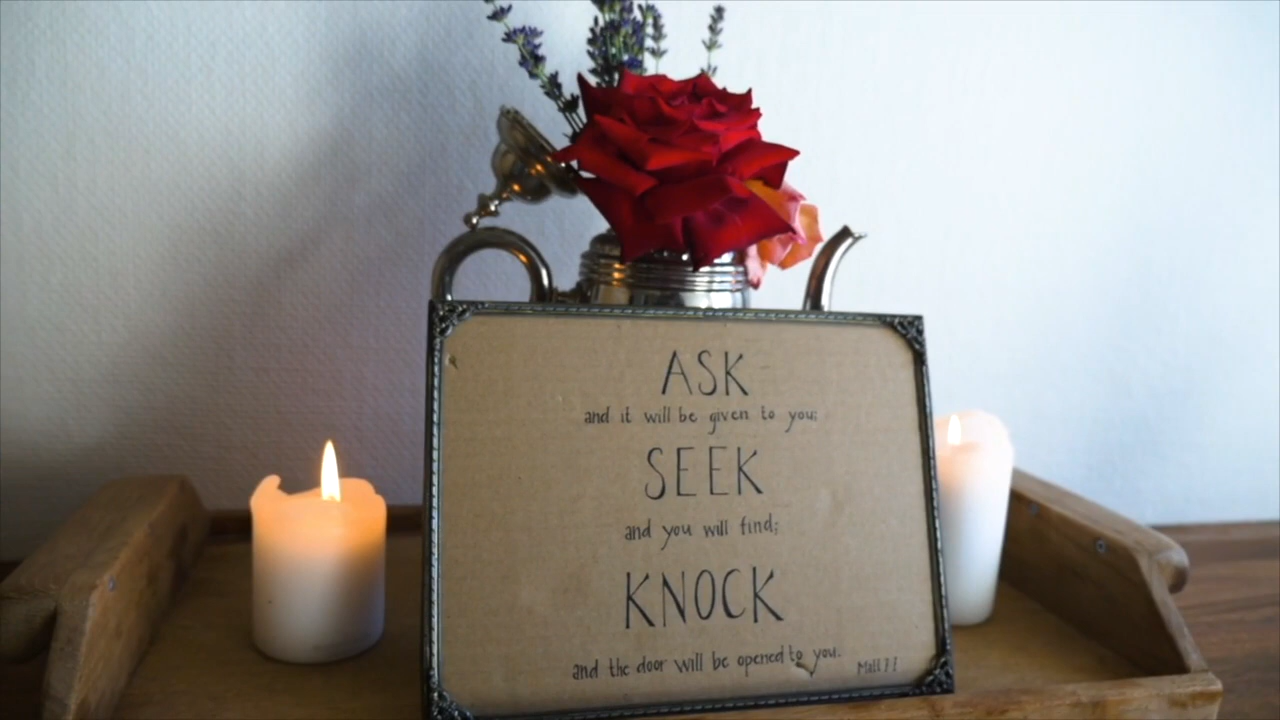 ASK
and it will be given to you;
SEEK
and you will find;
KNOCK
and the door will be opened to you.